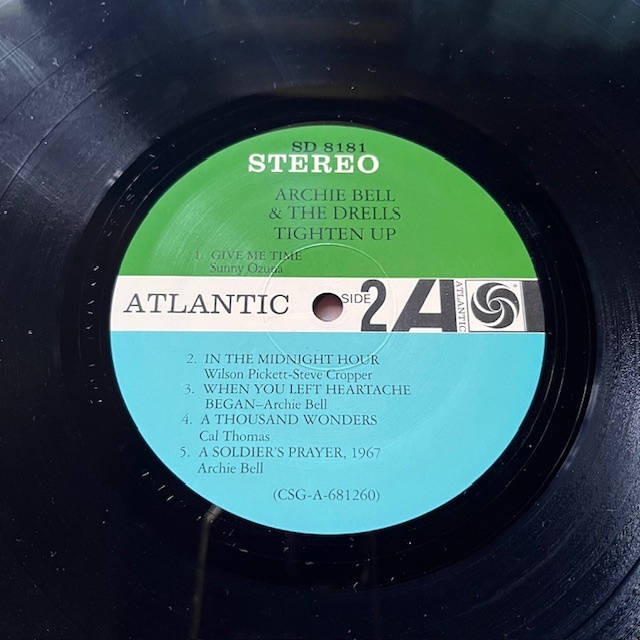 SD 8181
STEREO
ARCHIE BELL
& THE DRELLS
TIGHTEN UP
1. GIVE ME TIME
Sunny Ozuna
ATLANTIC SIDE 2 A ATLANTIC
2. IN THE MIDNIGHT HOUR
Wilson Pickett-Steve Cropper
3. WHEN YOU LEFT HEARTACHE
BEGAN—Archie Bell
4. A THOUSAND WONDERS
Cal Thomas
5. A SOLDIER'S PRAYER, 1967
Archie Bell
(CSG-A-681260)